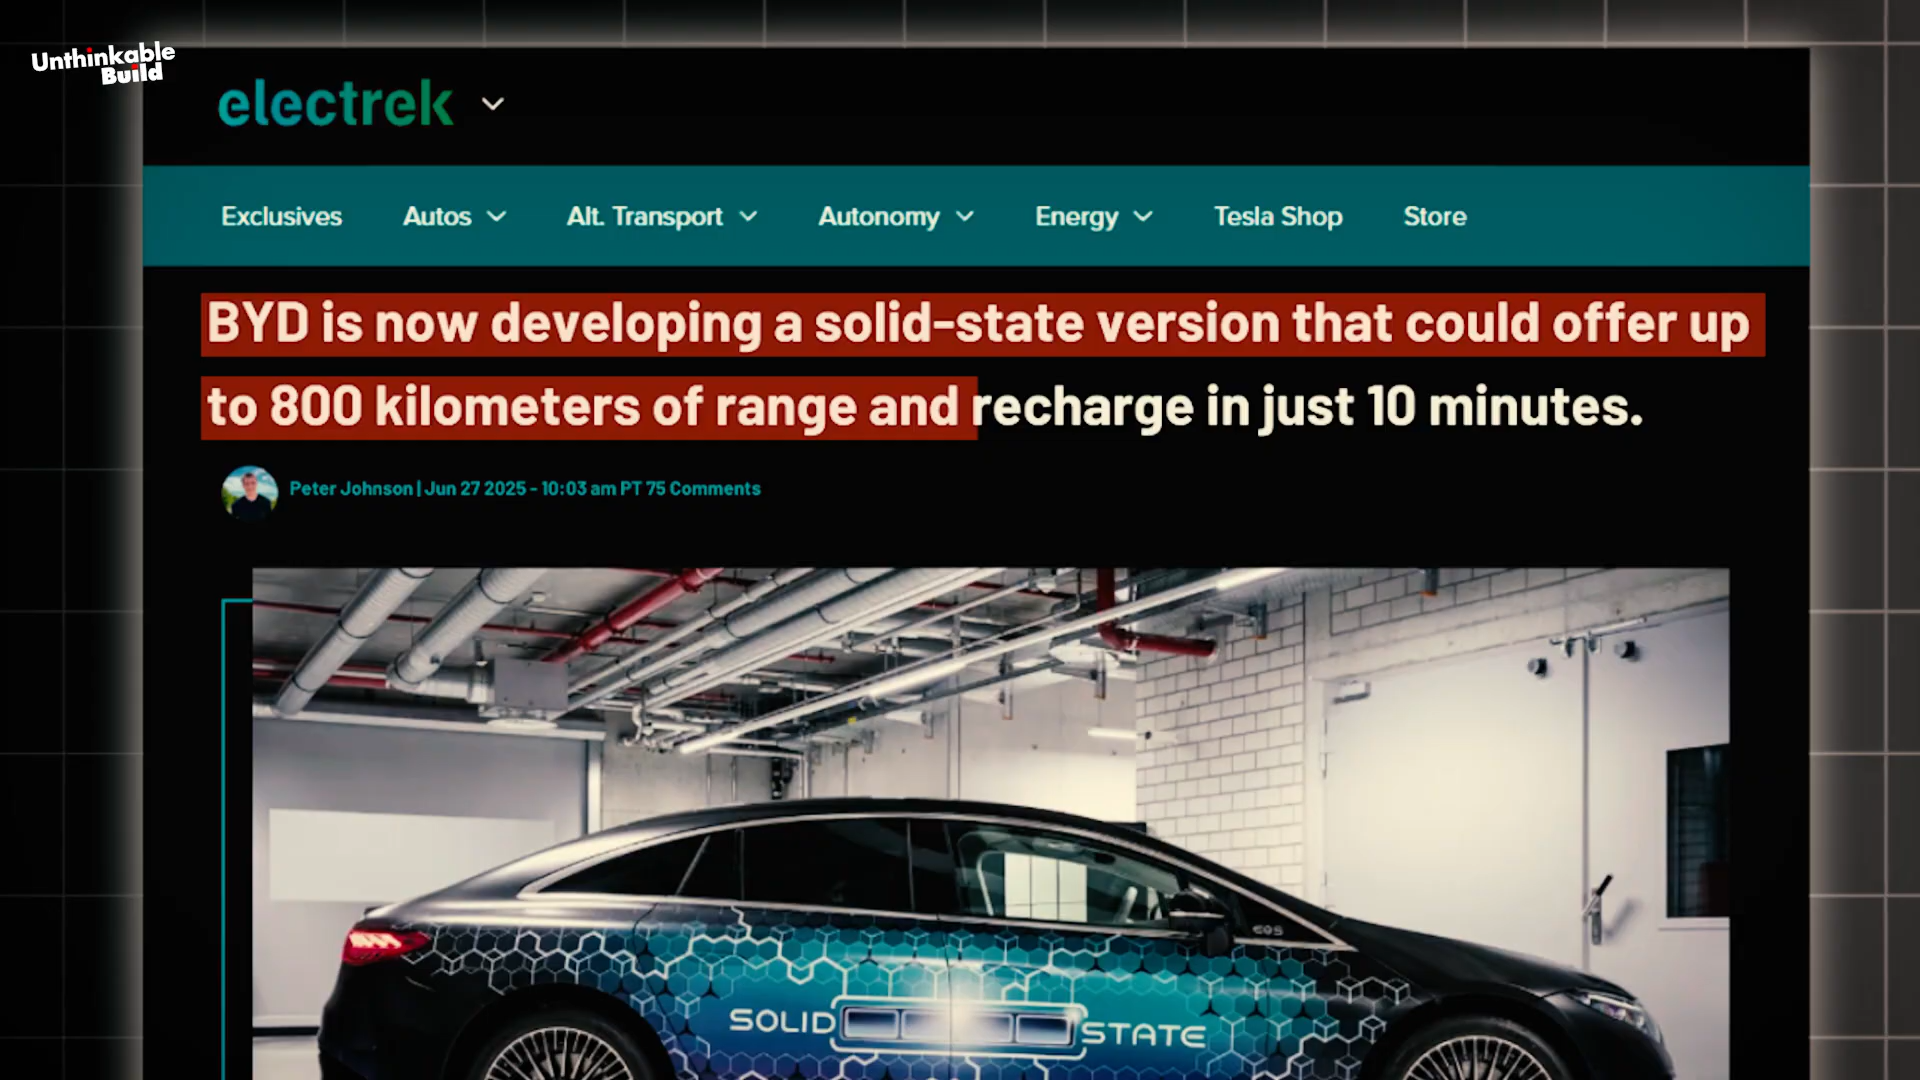 Unthinkable
Build
electrek
Exclusives Autos Alt. Transport Autonomy Energy Tesla Shop Store
BYD is now developing a solid-state version that could offer up
to 800 kilometers of range and recharge in just 10 minutes.
Peter Johnson | Jun 27 2025 - 10:03 am PT 75 Comments
EQS
SOLID STATE